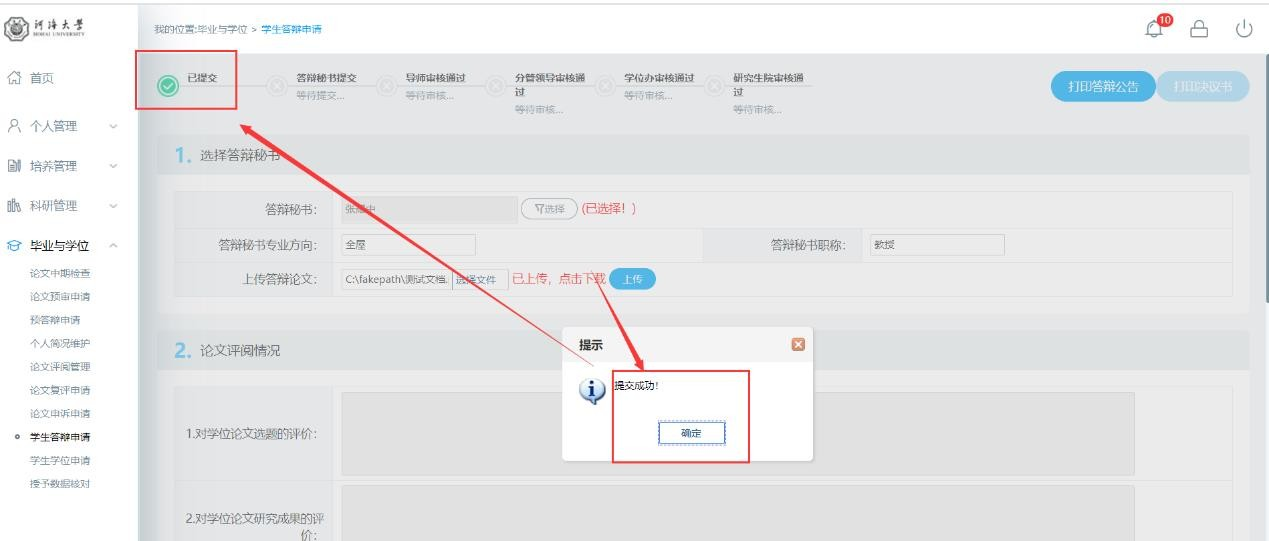 河海大学
HOHAI UNIVERSITY
我的位置:毕业与学位 > 学生答辩申请
10
首页
个人管理
培养管理
科研管理
毕业与学位
论文中期检查
论文预审申请
预答辩申请
个人简况维护
论文评阅管理
论文复评申请
论文申诉申请
学生答辩申请
学生学位申请
授予数据核对
已提交
答辩秘书提交
等待提交...
导师审核通过
等待审核...
分管领导审核通
过
等待审核...
学位办审核通过
等待审核...
研究生院审核通
过
等待审核...
打印答辩公告
打印决议书
1. 选择答辩秘书
答辩秘书:
选择
(已选择! )
答辩秘书专业方向:
金屋
答辩秘书职称:
教授
上传答辩论文:
C:\fakepath\测试文档.
选择文件
已上传，点击下载
上传
2. 论文评阅情况
1.对学位论文选题的评价:
2.对学位论文研究成果的评
价:
提示
提交成功!
确定